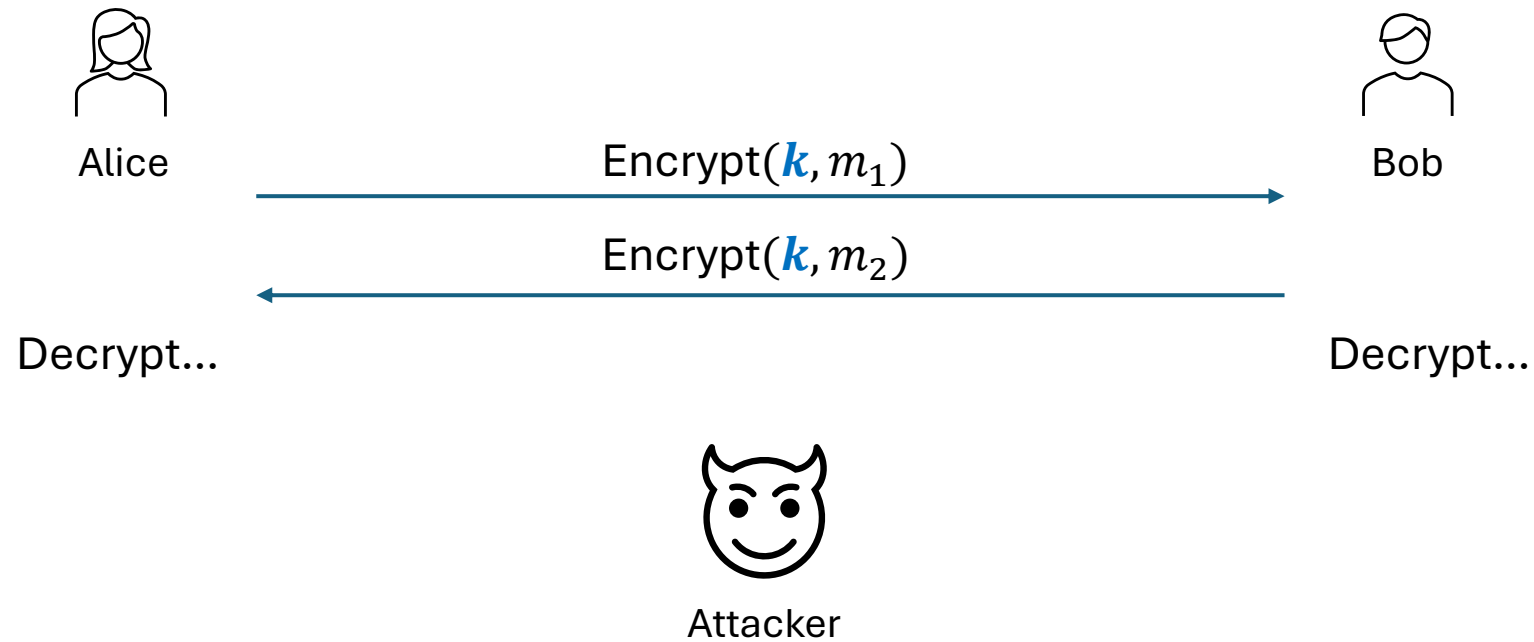 Alice
Encrypt(k, m₁)
Bob
Encrypt(k, m₂)
Decrypt...
Decrypt...
Attacker